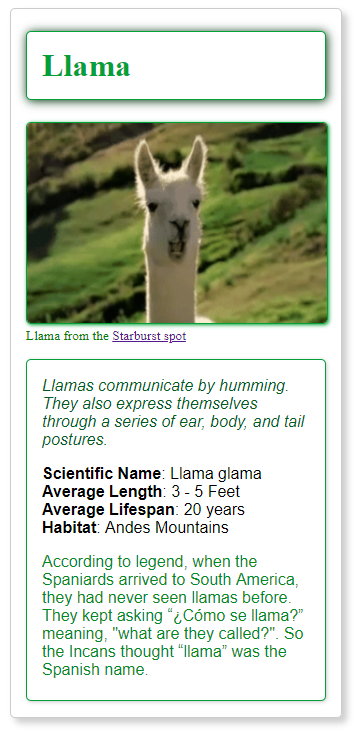 Llama
Llama from the Starburst spot
Llamas communicate by humming.
They also express themselves
through a series of ear, body, and tail
postures.
Scientific Name: Llama glama
Average Length: 3 - 5 Feet
Average Lifespan: 20 years
Habitat: Andes Mountains
According to legend, when the
Spaniards arrived to South America,
they had never seen llamas before.
They kept asking “¿Cómo se llama?”
meaning, "what are they called?". So
the Incans thought “llama” was the
Spanish name.